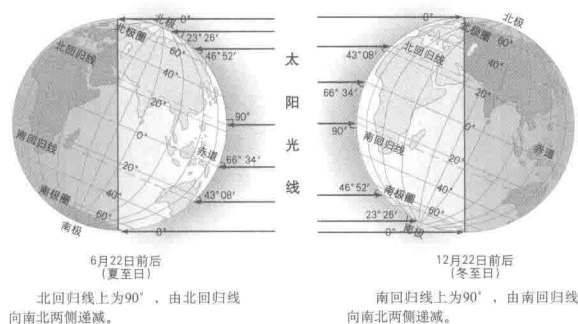 北极 0°
北极圈 23°26′
46°52′
北回归线
60°
40°
20°
90°
0°
南回归线
赤道
66°34′
20°
43°08′
40°
南极圈
60°
南极
0°
6月22日前后
(夏至日)
北回归线上为90°，由北回归线
向南北两侧递减。
太
阳
光
线
0° 北极
北极圈
60°
43°08′
北回归线
40°
66°34′
20°
90°
0°
南回归线
赤道
20°
46°52′
南极圈
40°
23°26′
60°
南极
0°
12月22日前后
(冬至日)
南回归线上为90°，由南回归线
向南北两侧递减。